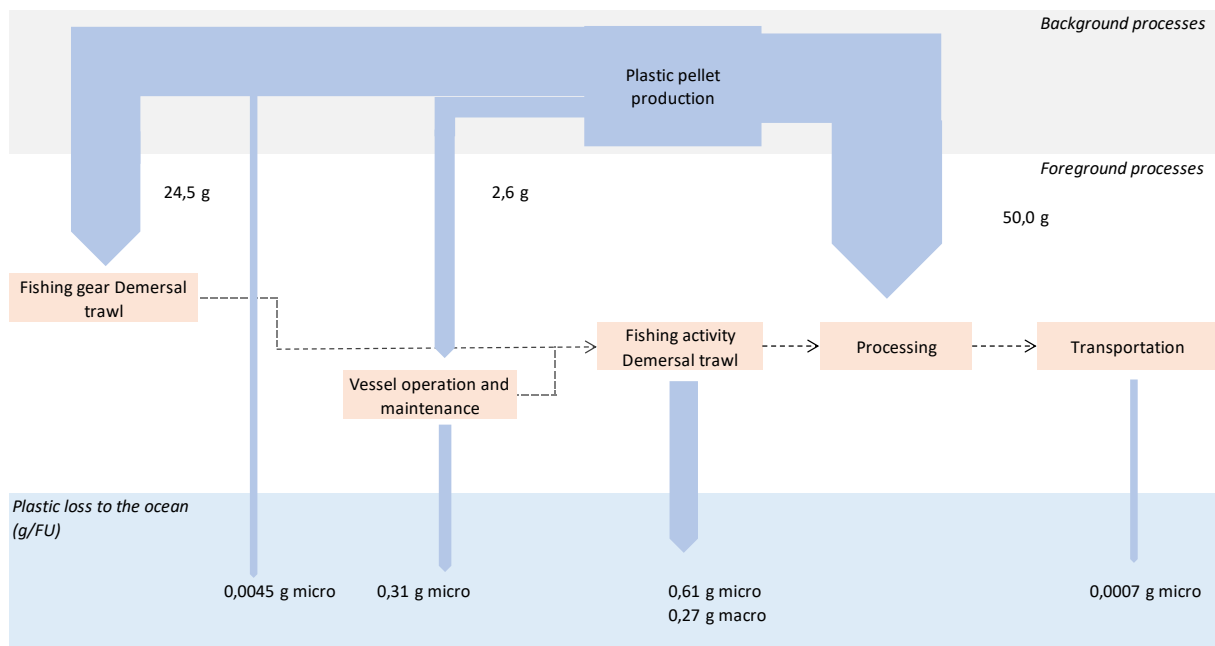 Background processes
Plastic pellet
production
Foreground processes
24,5 g
2,6 g
50,0 g
Fishing gear Demersal
trawl
Fishing activity
Demersal trawl
Processing
Transportation
Vessel operation and
maintenance
Plastic loss to the ocean
(g/FU)
0,0045 g micro
0,31 g micro
0,61 g micro
0,27 g macro
0,0007 g micro